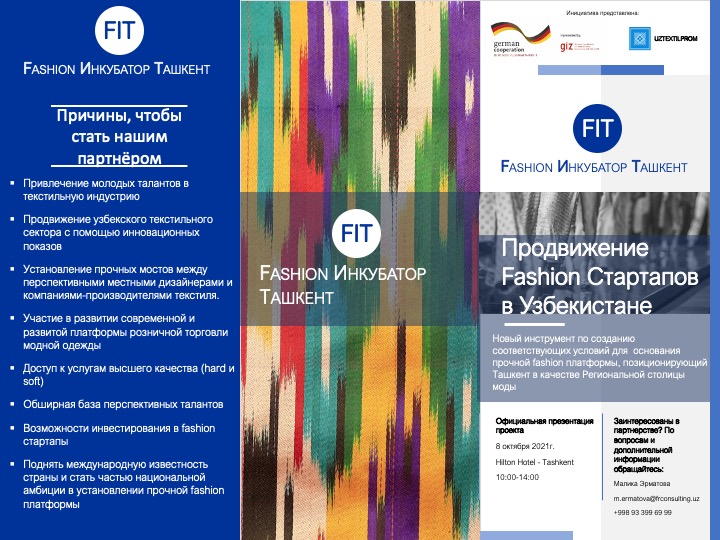 FIT
FASHION ИНКУБАТОР ТАШКЕНТ
Причины, чтобы
стать нашим
партнёром
▪ Привлечение молодых талантов в
текстильную индустрию
▪ Продвижение узбекского текстильного
сектора с помощью инновационных
показов
▪ Установление прочных мостов между
перспективными местными дизайнерами и
компаниями-производителями текстиля.
▪ Участие в развитии современной и
развитой платформы розничной торговли
модной одежды
▪ Доступ к услугам высшего качества (hard и
soft)
▪ Обширная база перспективных талантов
▪ Возможности инвестирования в fashion
стартапы
▪ Поднять международную известность
страны и стать частью национальной
амбиции в установлении прочной fashion
платформы
FIT
FASHION ИНКУБАТОР
ТАШКЕНТ
Инициатива представлена:
german
cooperation
giz
UZTEXTILPROM
FIT
FASHION ИНКУБАТОР ТАШКЕНТ
Продвижение
Fashion Стартапов
в Узбекистане
Новый инструмент по созданию
соответствующих условий для основания
прочной fashion платформы, позиционирующий
Ташкент в качестве Региональной столицы
моды
Официальная презентация
проекта
8 октября 2021г.
Hilton Hotel - Tashkent
10:00-14:00
Заинтересованы в
партнерстве? По
вопросам и
дополнительной
информации
обращайтесь:
Малика Эрматова
m.ermatova@frconsulting.uz
+998 93 399 69 99